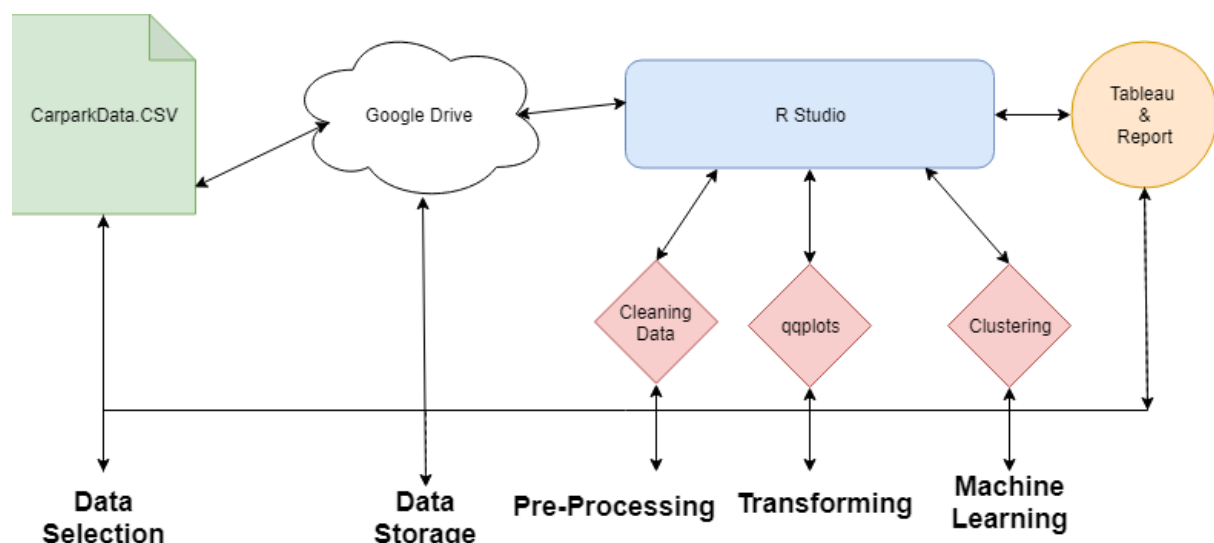 CarparkData.CSV
Google Drive
R Studio
Tableau
&
Report
Cleaning
Data
qqplots
Clustering
Data
Selection
Data
Storage
Pre-Processing
Transforming
Machine
Learning